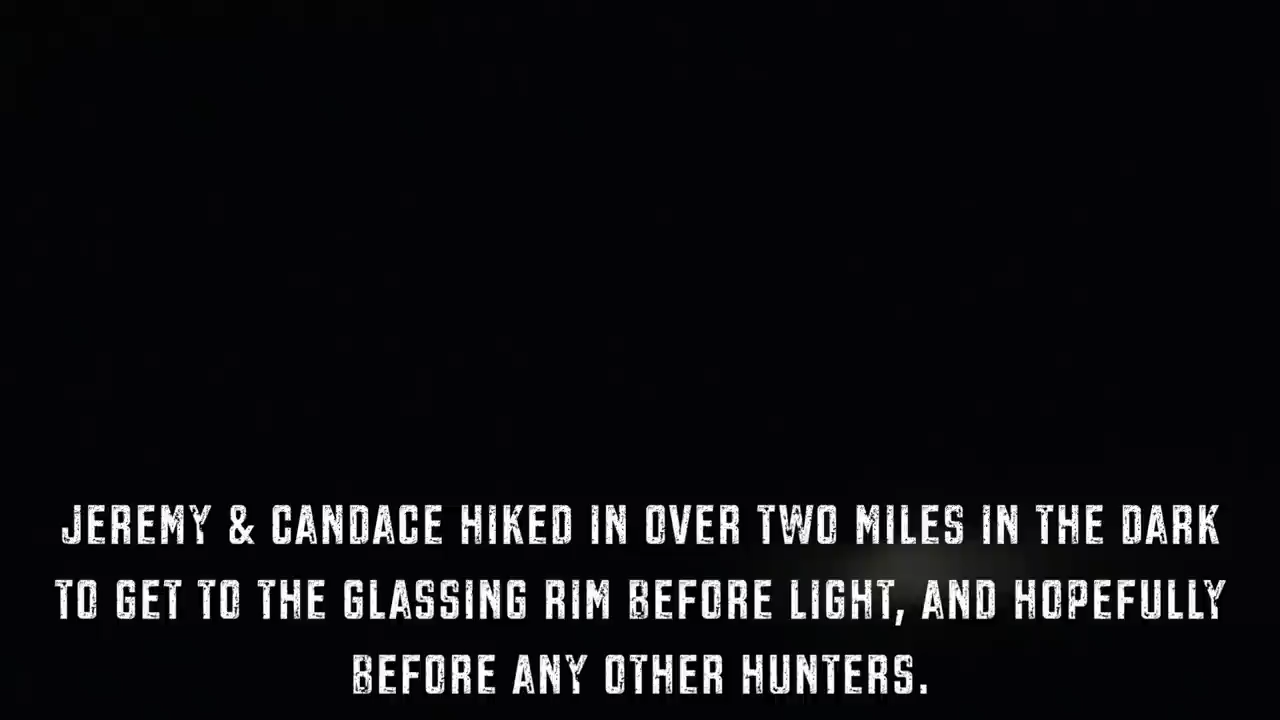 JEREMY & CANDACE HIKED IN OVER TWO MILES IN THE DARK
TO GET TO THE GLASSING RIM BEFORE LIGHT, AND HOPEFULLY
BEFORE ANY OTHER HUNTERS.